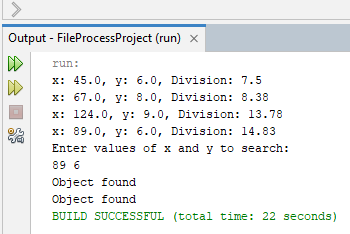 Output - FileProcessProject (run) ×
run:
x: 45.0, y: 6.0, Division: 7.5
x: 67.0, y: 8.0, Division: 8.38
x: 124.0, y: 9.0, Division: 13.78
x: 89.0, y: 6.0, Division: 14.83
Enter values of x and y to search:
89 6
Object found
Object found
BUILD SUCCESSFUL (total time: 22 seconds)